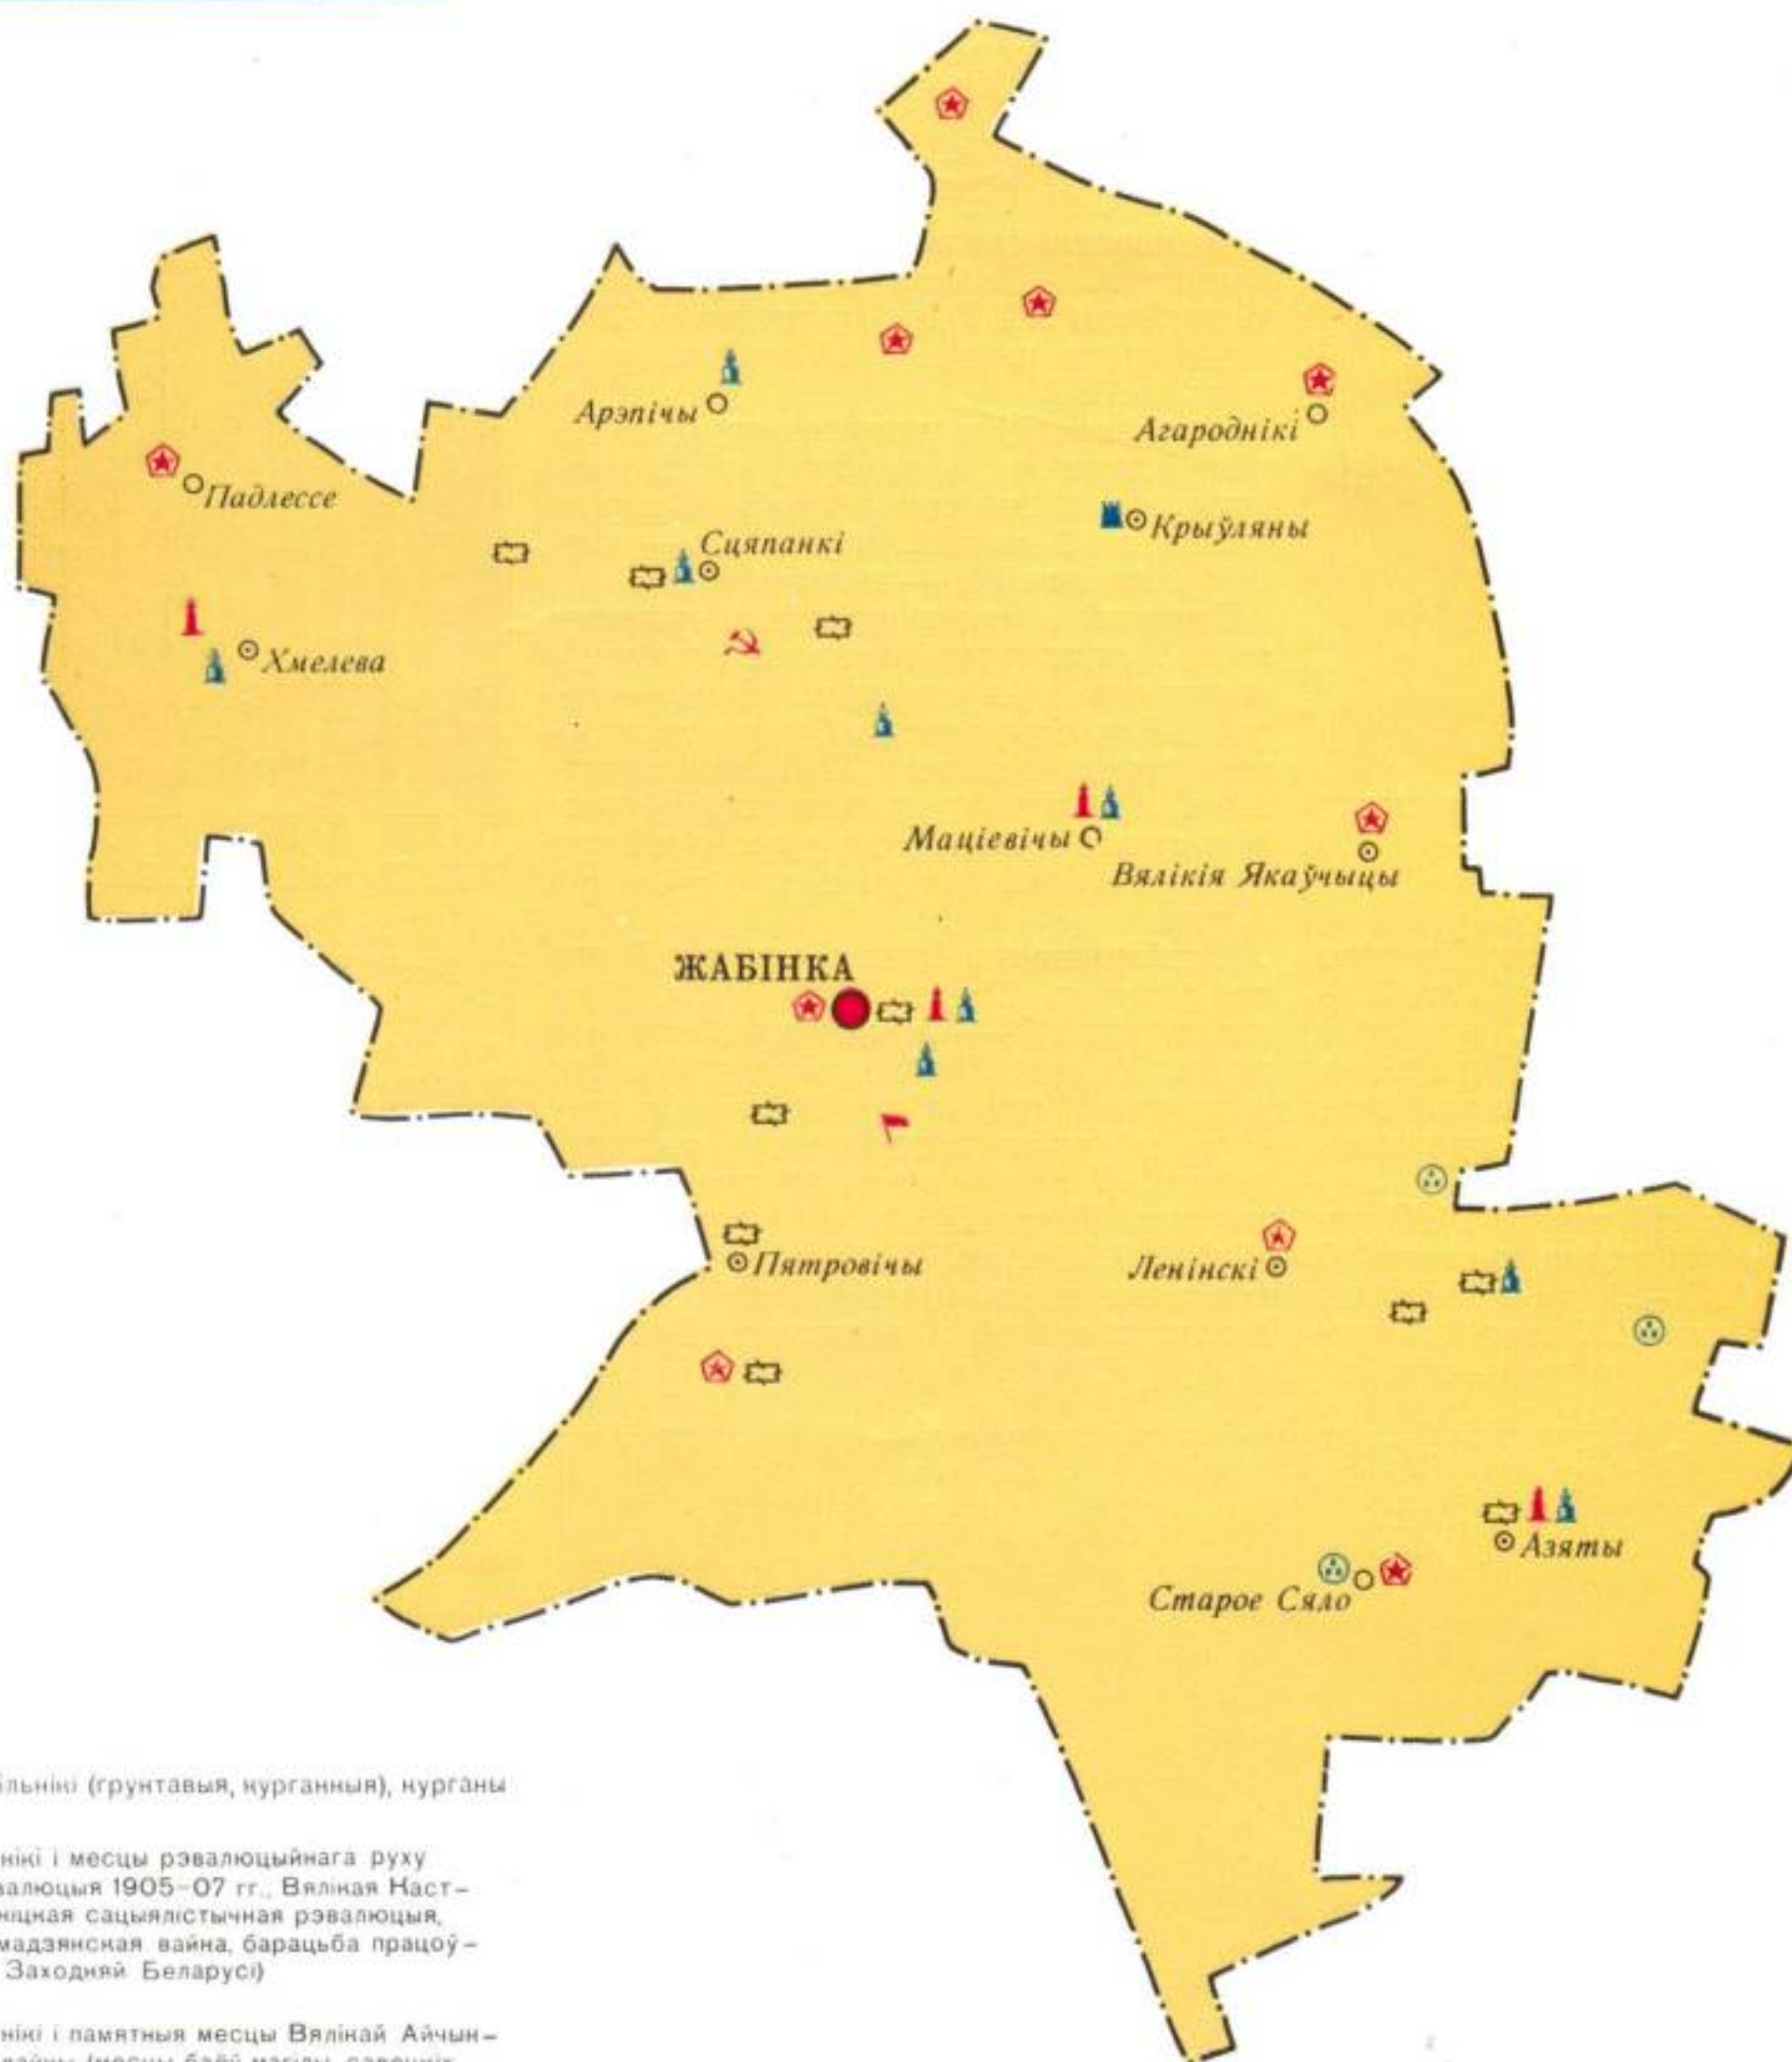 Арэпічы
Агароднікі
Падлессе
Крыўляны
Сцяпанкі
Хмелева
Маціевічы
Вялікія Якаўчыцы
ЖАБІНКА
Пятровічы
Ленінскі
Азяты
Старое Сяло
ільнікі (грунтавыя, курганныя), курганы
нікі і месцы рэвалюцыйнага руху
валюцыя 1905–07 гг., Вялікая Каст–
ніцкая сацыялістычная рэвалюцыя,
мадзянская вайна, барацьба працоў–
Заходняй Беларусі)
нікі і памятныя месцы Вялікай Айчын–